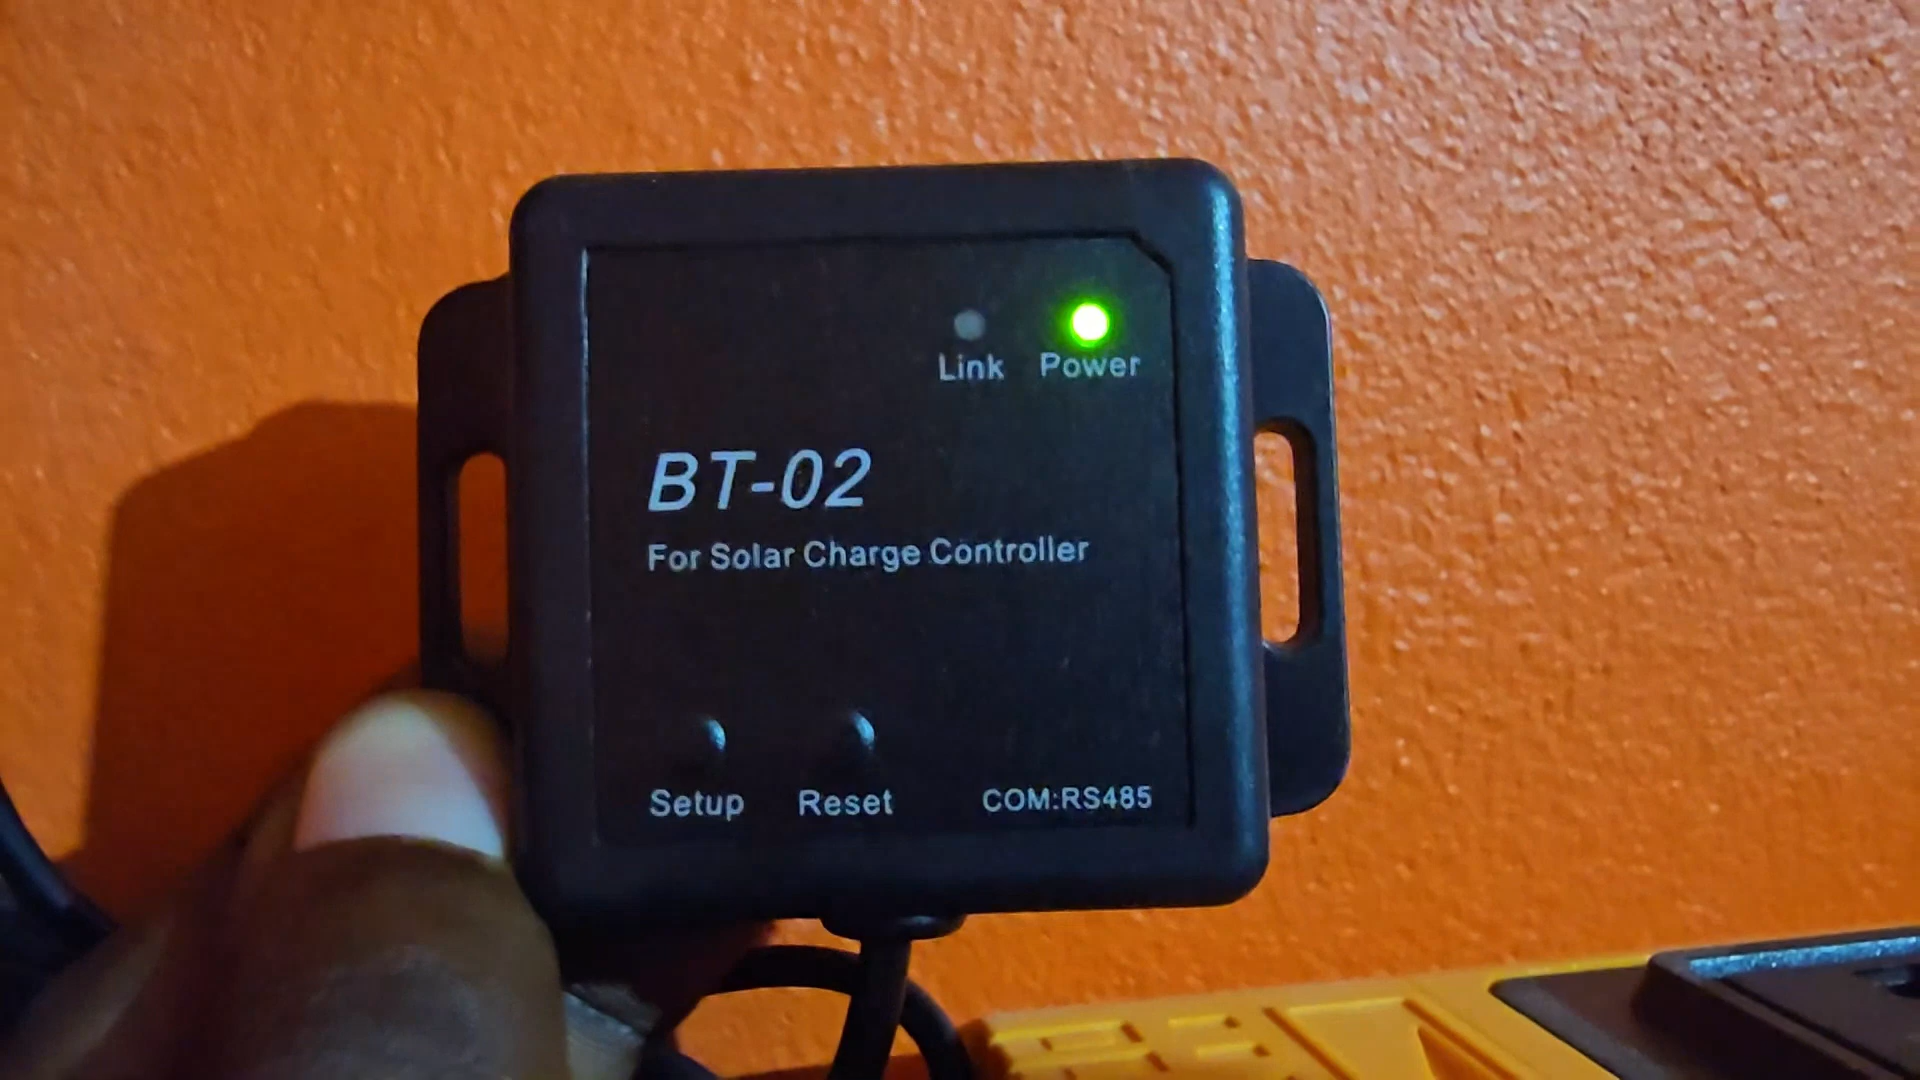 Link Power
BT-02
For Solar Charge Controller
Setup Reset COM:RS485